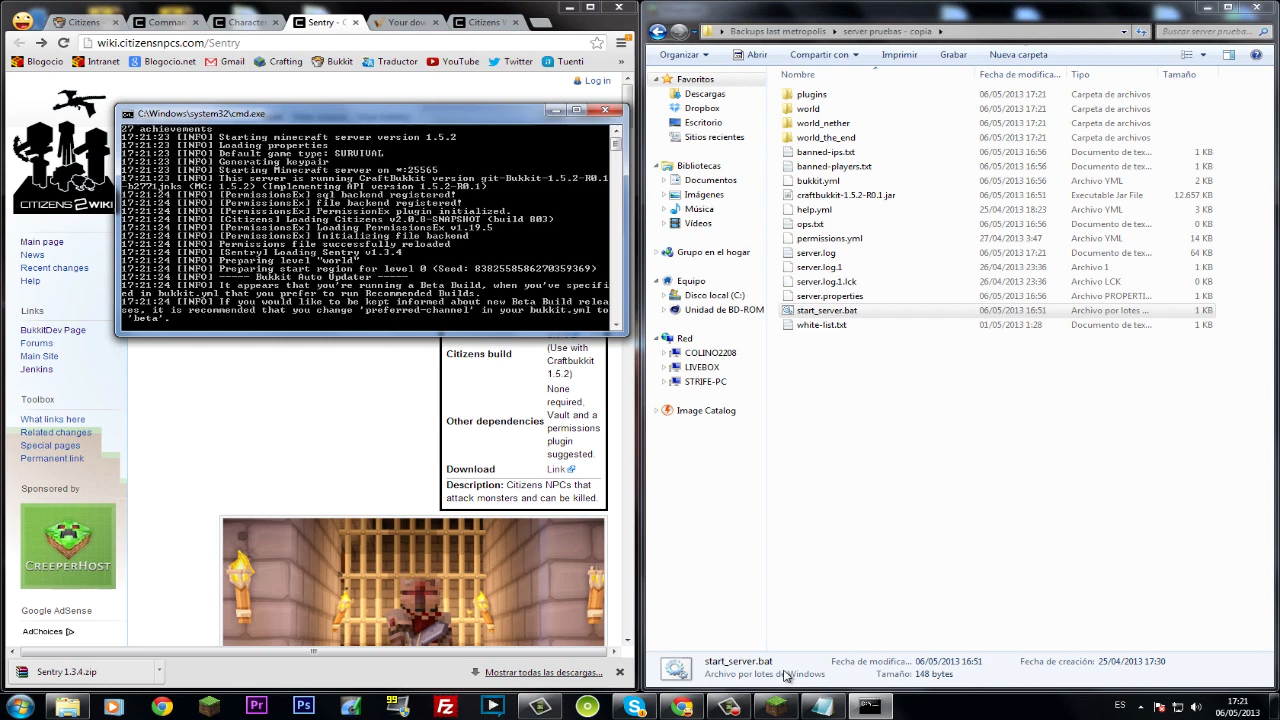 Citizens -
Comman
Character
Sentry - C
Your dow
Citizens W
wiki.citizensnpcs.com/Sentry
Blogocio
Intranet
Blogocio.net
Gmail
Crafting
Bukkit
Traductor
YouTube
Twitter
Tuenti
Log in
CITIZENS2WIKI
Main page
News
Recent changes
Help
Links
BukkitDev Page
Forums
Main Site
Jenkins
Toolbox
What links here
Related changes
Special pages
Permanent link
Sponsored by
CREEPERHOST
Google AdSense
AdChoices
C:\Windows\system32\cmd.exe
27 achievements
17:21:23 [INFO] Starting minecraft server version 1.5.2
17:21:23 [INFO] Loading properties
17:21:23 [INFO] Default game type: SURVIVAL
17:21:23 [INFO] Generating keypair
17:21:23 [INFO] Starting Minecraft server on *:25565
17:21:23 [INFO] This server is running CraftBukkit version git-Bukkit-1.5.2-R0.1
-b2771jnks (MC: 1.5.2) (Implementing API version 1.5.2-R0.1)
17:21:24 [INFO] [PermissionsEx] sql backend registered!
17:21:24 [INFO] [PermissionsEx] file backend registered!
17:21:24 [INFO] [PermissionsEx] PermissionEx plugin initialized.
17:21:24 [INFO] [Citizens] Loading Citizens v2.0.8-SNAPSHOT (build 803)
17:21:24 [INFO] [PermissionsEx] Loading PermissionsEx v1.19.5
17:21:24 [INFO] [PermissionsEx] Initializing file backend
17:21:24 [INFO] Permissions file successfully reloaded
17:21:24 [INFO] [Sentry] Loading Sentry v1.3.4
17:21:24 [INFO] Preparing level "world"
17:21:24 [INFO] Preparing start region for level 0 (Seed: 8382558586270359369)
17:21:24 [INFO] ----- Bukkit Auto Updater -----
17:21:24 [INFO] It appears that you're running a Beta Build, when you've specifi
ed in bukkit.yml that you prefer to run Recommended Builds.
17:21:24 [INFO] If you would like to be kept informed about new Beta Build relea
ses, it is recommended that you change 'preferred-channel' in your bukkit.yml to
'beta'.
Citizens build
(Use with
Craftbukkit
1.5.2)
Other dependencies
None
required,
Vault and a
permissions
plugin
suggested.
Download
Link
Description: Citizens NPCs that
attack monsters and can be killed.
Sentry 1.3.4.zip
Mostrar todas las descargas...
Backups last metropolis
server pruebas - copia
Buscar server pruebas...
Organizar
Abrir
Compartir con
Imprimir
Grabar
Nueva carpeta
Nombre
Fecha de modifica...
Tipo
Tamaño
Favoritos
Descargas
Dropbox
Escritorio
Sitios recientes
Bibliotecas
Documentos
Imágenes
Música
Vídeos
Grupo en el hogar
Equipo
Disco local (C:)
Unidad de BD-ROM
Red
COLINO2208
LIVEBOX
STRIFE-PC
Image Catalog
plugins 06/05/2013 17:21 Carpeta de archivos
world 06/05/2013 17:21 Carpeta de archivos
world_nether 06/05/2013 17:21 Carpeta de archivos
world_the_end 06/05/2013 17:21 Carpeta de archivos
banned-ips.txt 06/05/2013 16:56 Documento de tex... 1 KB
banned-players.txt 06/05/2013 16:56 Documento de tex... 1 KB
bukkit.yml 06/05/2013 16:56 Archivo YML 2 KB
craftbukkit-1.5.2-R0.1.jar 06/05/2013 16:56 Executable Jar File 12.657 KB
help.yml 25/04/2013 18:23 Archivo YML 3 KB
ops.txt 06/05/2013 16:56 Documento de tex... 0 KB
permissions.yml 27/04/2013 3:47 Archivo YML 14 KB
server.log 06/05/2013 16:56 Documento de tex... 64 KB
server.log.1 26/04/2013 23:36 Archivo 1 0 KB
server.log.1.lck 26/04/2013 23:36 Archivo LCK 0 KB
server.properties 06/05/2013 16:56 Archivo PROPERTI... 1 KB
start_server.bat 06/05/2013 16:51 Archivo por lotes ... 1 KB
white-list.txt 01/05/2013 1:28 Documento de tex... 1 KB
start_server.bat Fecha de modifica... 06/05/2013 16:51 Fecha de creación: 25/04/2013 17:30
Archivo por lotes de Windows Tamaño: 148 bytes
Pr
Ps
99
Fz
ES
17:21
06/05/2013